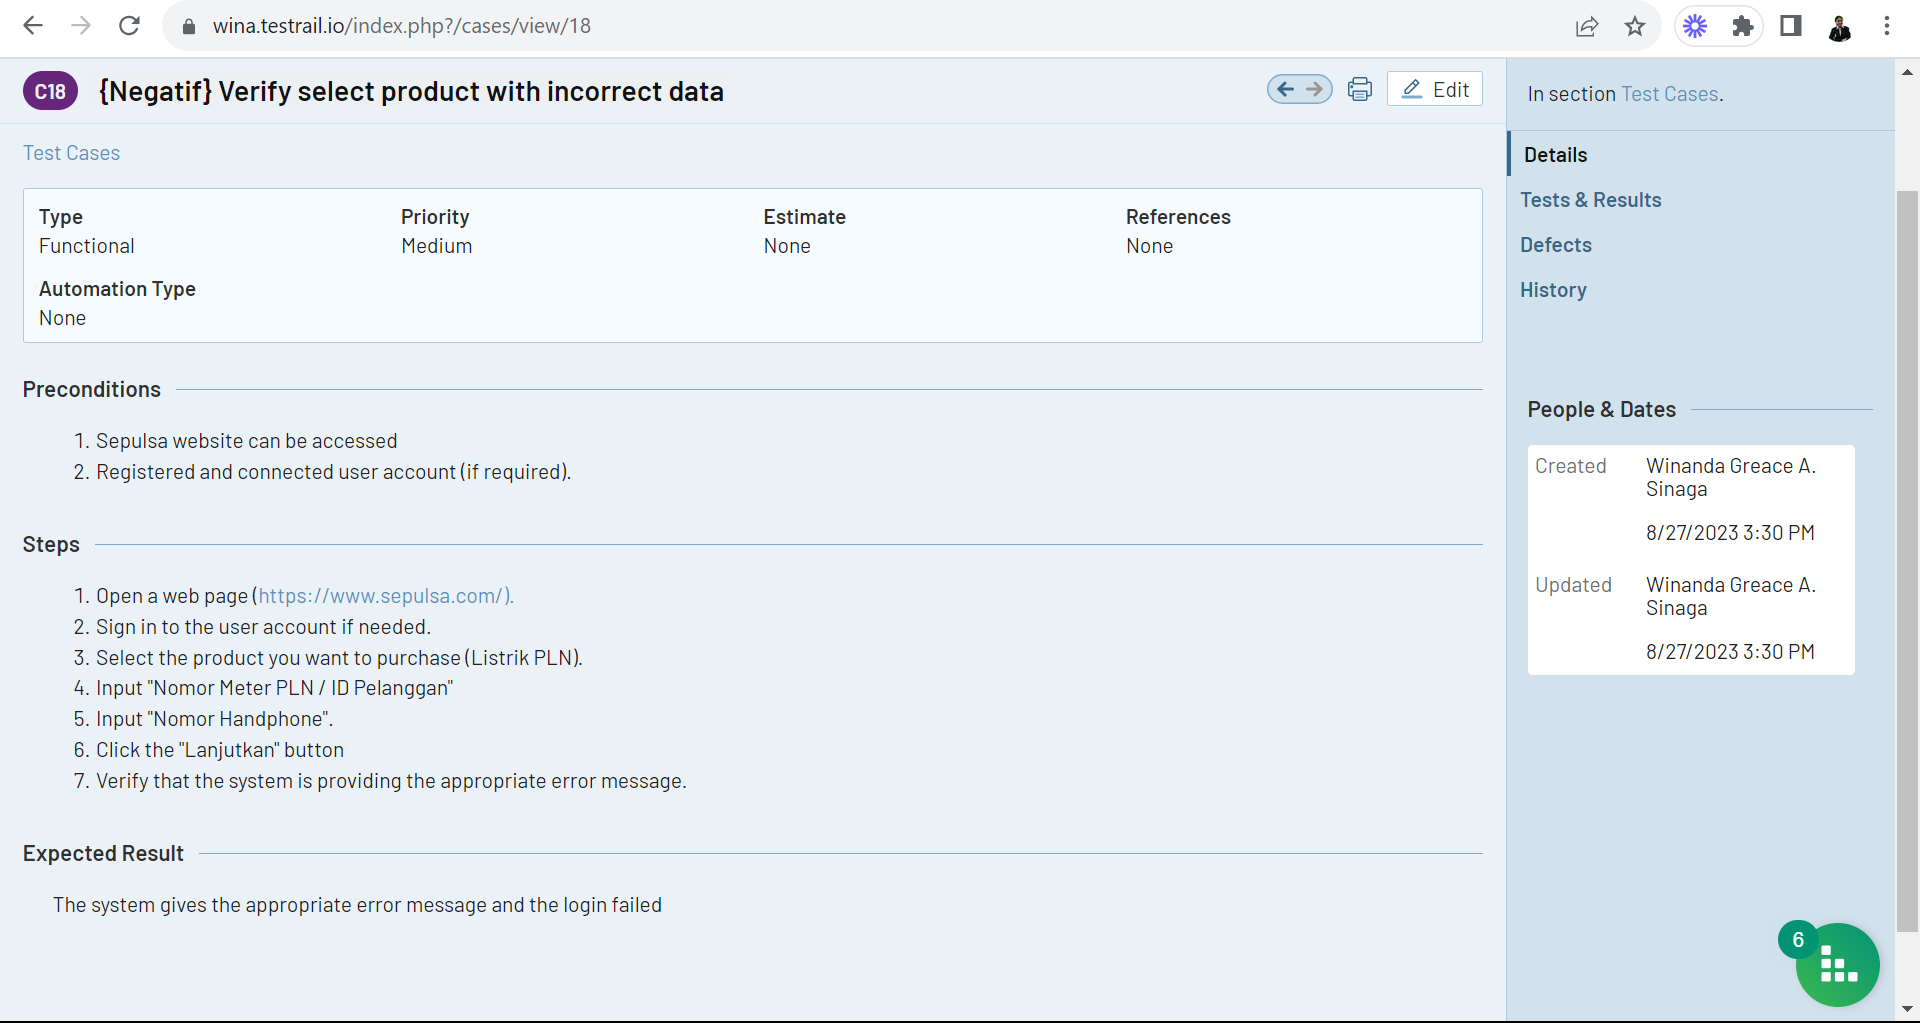 wina.testrail.io/index.php?/cases/view/18
C18 {Negatif} Verify select product with incorrect data
Edit
Test Cases
Type Priority Estimate References
Functional Medium None None
Automation Type
None
Preconditions
1. Sepulsa website can be accessed
2. Registered and connected user account (if required).
Steps
1. Open a web page (https://www.sepulsa.com/).
2. Sign in to the user account if needed.
3. Select the product you want to purchase (Listrik PLN).
4. Input "Nomor Meter PLN / ID Pelanggan"
5. Input "Nomor Handphone".
6. Click the "Lanjutkan" button
7. Verify that the system is providing the appropriate error message.
Expected Result
The system gives the appropriate error message and the login failed
In section Test Cases.
Details
Tests & Results
Defects
History
People & Dates
Created Winanda Greace A.
Sinaga
8/27/2023 3:30 PM
Updated Winanda Greace A.
Sinaga
8/27/2023 3:30 PM
6